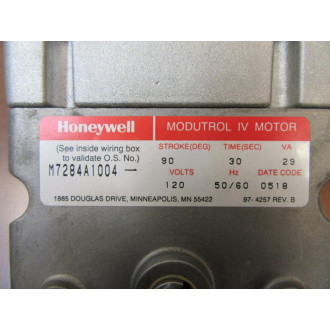 Honeywell MODUTROL IV MOTOR
(See inside wiring box
to validate O.S. No.)
M7284A1004 —
STROKE(DEG) TIME(SEC) VA
90 30 29
VOLTS Hz DATE CODE
120 50/60 0518
1885 DOUGLAS DRIVE, MINNEAPOLIS, MN 55422 97-4257 REV. B